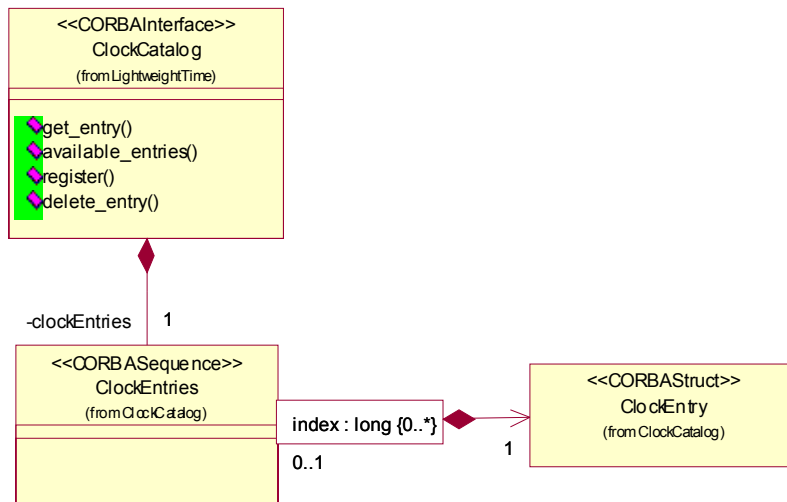 <<CORBAInterface>>
ClockCatalog
(from LightweightTime)
get_entry()
available_entries()
register()
delete_entry()
-clockEntries 1
<<CORBASequence>>
ClockEntries
(from ClockCatalog)
index : long {0..*}
0..1
1
<<CORBAStruct>>
ClockEntry
(from ClockCatalog)